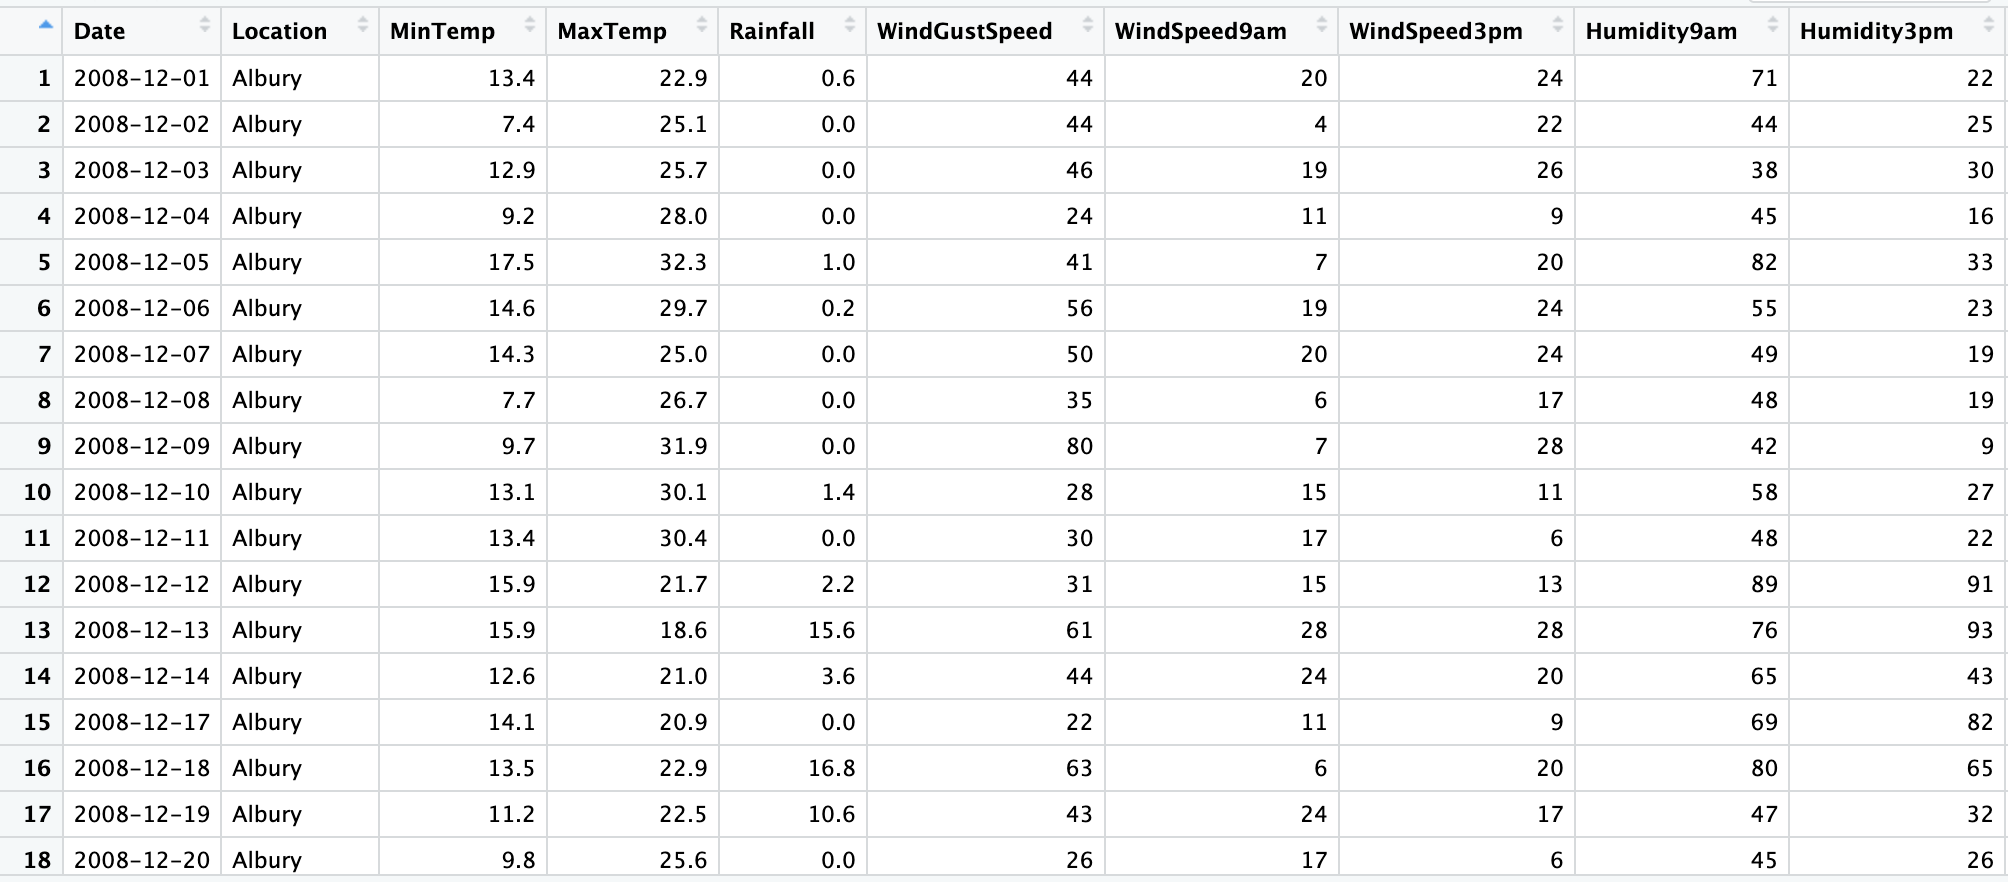 Date Location MinTemp MaxTemp Rainfall WindGustSpeed WindSpeed9am WindSpeed3pm Humidity9am Humidity3pm
1 2008-12-01 Albury 13.4 22.9 0.6 44 20 24 71 22
2 2008-12-02 Albury 7.4 25.1 0.0 44 4 22 44 25
3 2008-12-03 Albury 12.9 25.7 0.0 46 19 26 38 30
4 2008-12-04 Albury 9.2 28.0 0.0 24 11 9 45 16
5 2008-12-05 Albury 17.5 32.3 1.0 41 7 20 82 33
6 2008-12-06 Albury 14.6 29.7 0.2 56 19 24 55 23
7 2008-12-07 Albury 14.3 25.0 0.0 50 20 24 49 19
8 2008-12-08 Albury 7.7 26.7 0.0 35 6 17 48 19
9 2008-12-09 Albury 9.7 31.9 0.0 80 7 28 42 9
10 2008-12-10 Albury 13.1 30.1 1.4 28 15 11 58 27
11 2008-12-11 Albury 13.4 30.4 0.0 30 17 6 48 22
12 2008-12-12 Albury 15.9 21.7 2.2 31 15 13 89 91
13 2008-12-13 Albury 15.9 18.6 15.6 61 28 28 76 93
14 2008-12-14 Albury 12.6 21.0 3.6 44 24 20 65 43
15 2008-12-17 Albury 14.1 20.9 0.0 22 11 9 69 82
16 2008-12-18 Albury 13.5 22.9 16.8 63 6 20 80 65
17 2008-12-19 Albury 11.2 22.5 10.6 43 24 17 47 32
18 2008-12-20 Albury 9.8 25.6 0.0 26 17 6 45 26